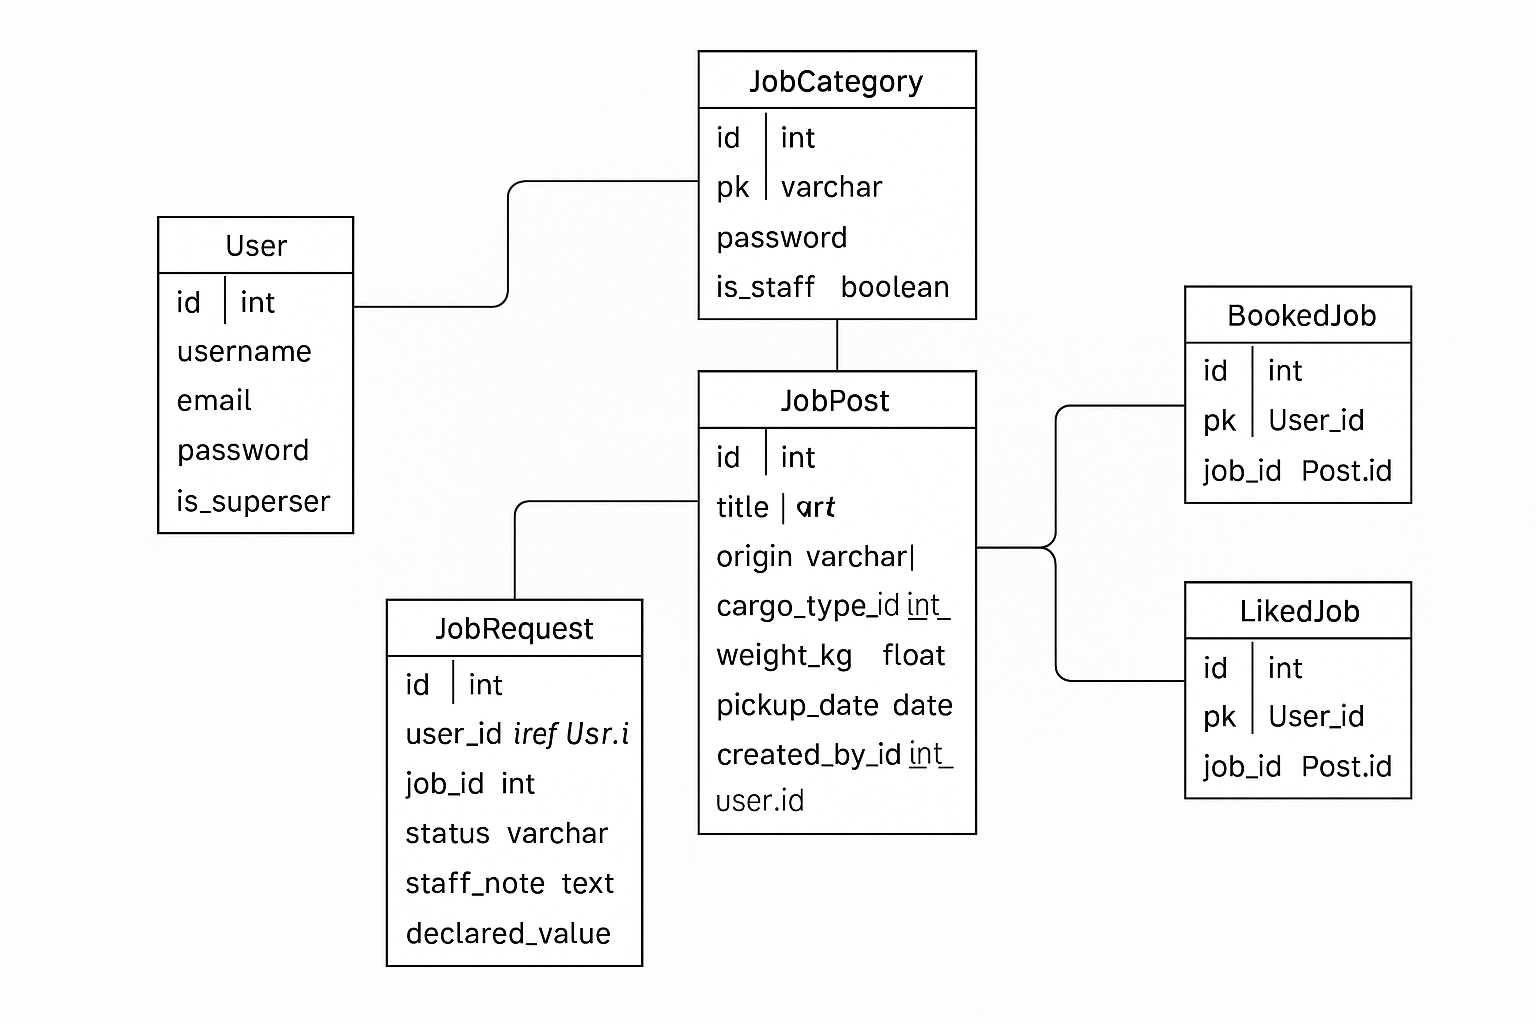 JobCategory
id int
pk varchar
password
is_staff boolean
User
id int
username
email
password
is_superser
JobPost
id int
title art
origin varchar
cargo_type_id int_
weight_kg float
pickup_date date
created_by_id int_
user.id
BookedJob
id int
pk User_id
job_id Post.id
LikedJob
id int
pk User_id
job_id Post.id
JobRequest
id int
user_id iref Usr.i
job_id int
status varchar
staff_note text
declared_value